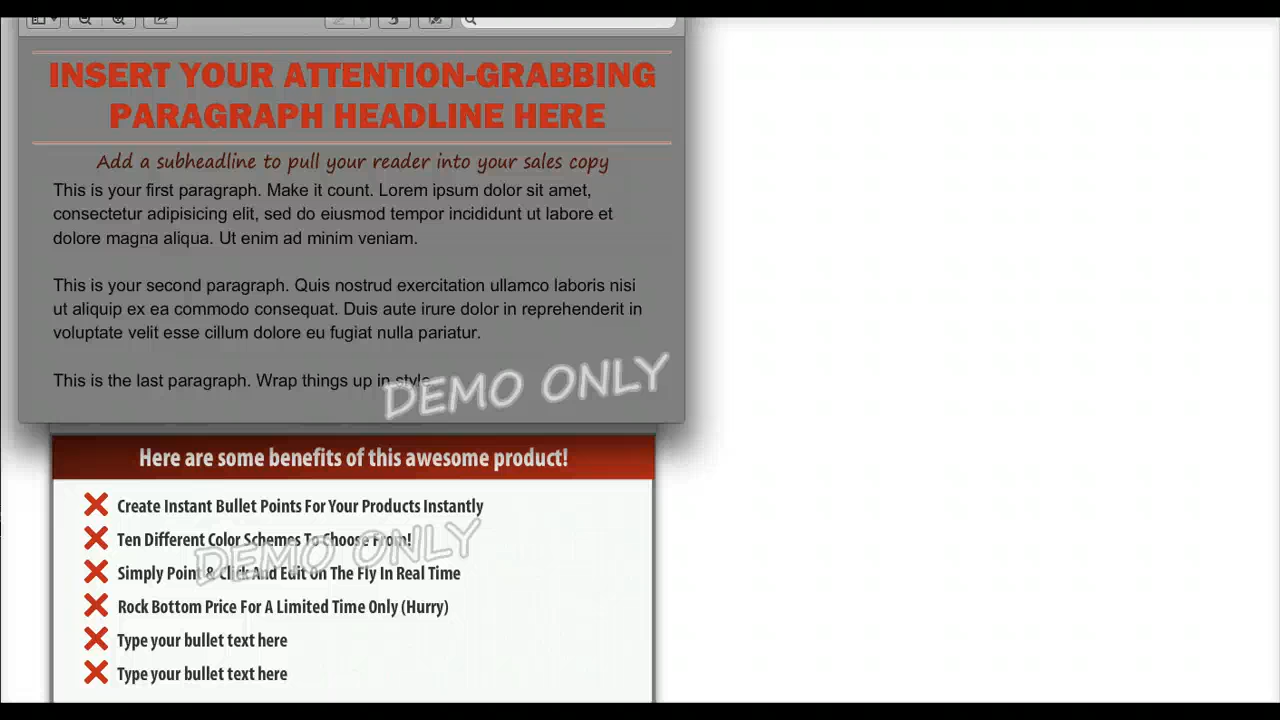 INSERT YOUR ATTENTION-GRABBING
PARAGRAPH HEADLINE HERE
Add a subheadline to pull your reader into your sales copy
This is your first paragraph. Make it count. Lorem ipsum dolor sit amet,
consectetur adipisicing elit, sed do eiusmod tempor incididunt ut labore et
dolore magna aliqua. Ut enim ad minim veniam.
This is your second paragraph. Quis nostrud exercitation ullamco laboris nisi
ut aliquip ex ea commodo consequat. Duis aute irure dolor in reprehenderit in
voluptate velit esse cillum dolore eu fugiat nulla pariatur.
This is the last paragraph. Wrap things up in style.
DEMO ONLY
Here are some benefits of this awesome product!
Create Instant Bullet Points For Your Products Instantly
Ten Different Color Schemes To Choose From!
DEMO ONLY
Simply Point & Click And Edit On The Fly In Real Time
Rock Bottom Price For A Limited Time Only (Hurry)
Type your bullet text here
Type your bullet text here